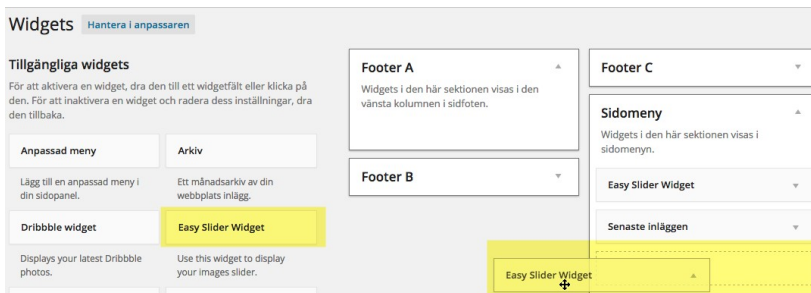 Widgets Hantera i anpassaren
Tillgängliga widgets
För att aktivera en widget, dra den till ett widgetfält eller klicka på
den. För att inaktivera en widget och radera dess inställningar, dra
den tillbaka.
Anpassad meny
Arkiv
Lägg till en anpassad meny i
din sidopanel.
Ett månadsarkiv av din
webbplats inlägg.
Dribbble widget
Easy Slider Widget
Displays your latest Dribbble
photos.
Use this widget to display
your images slider.
Footer A
Widgets i den här sektionen visas i den
vänsta kolumnen i sidfoten.
Footer B
Footer C
Sidomeny
Widgets i den här sektionen visas i
sidomenyn.
Easy Slider Widget
Senaste inläggen
Easy Slider Widget